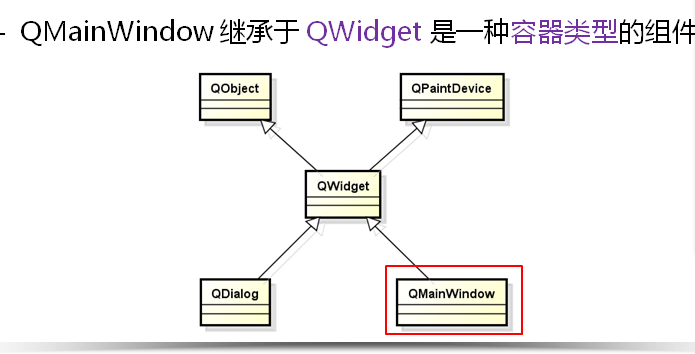 - QMainWindow 继承于 QWidget 是一种容器类型的组件
QObject
QPaintDevice
QWidget
QDialog
QMainWindow